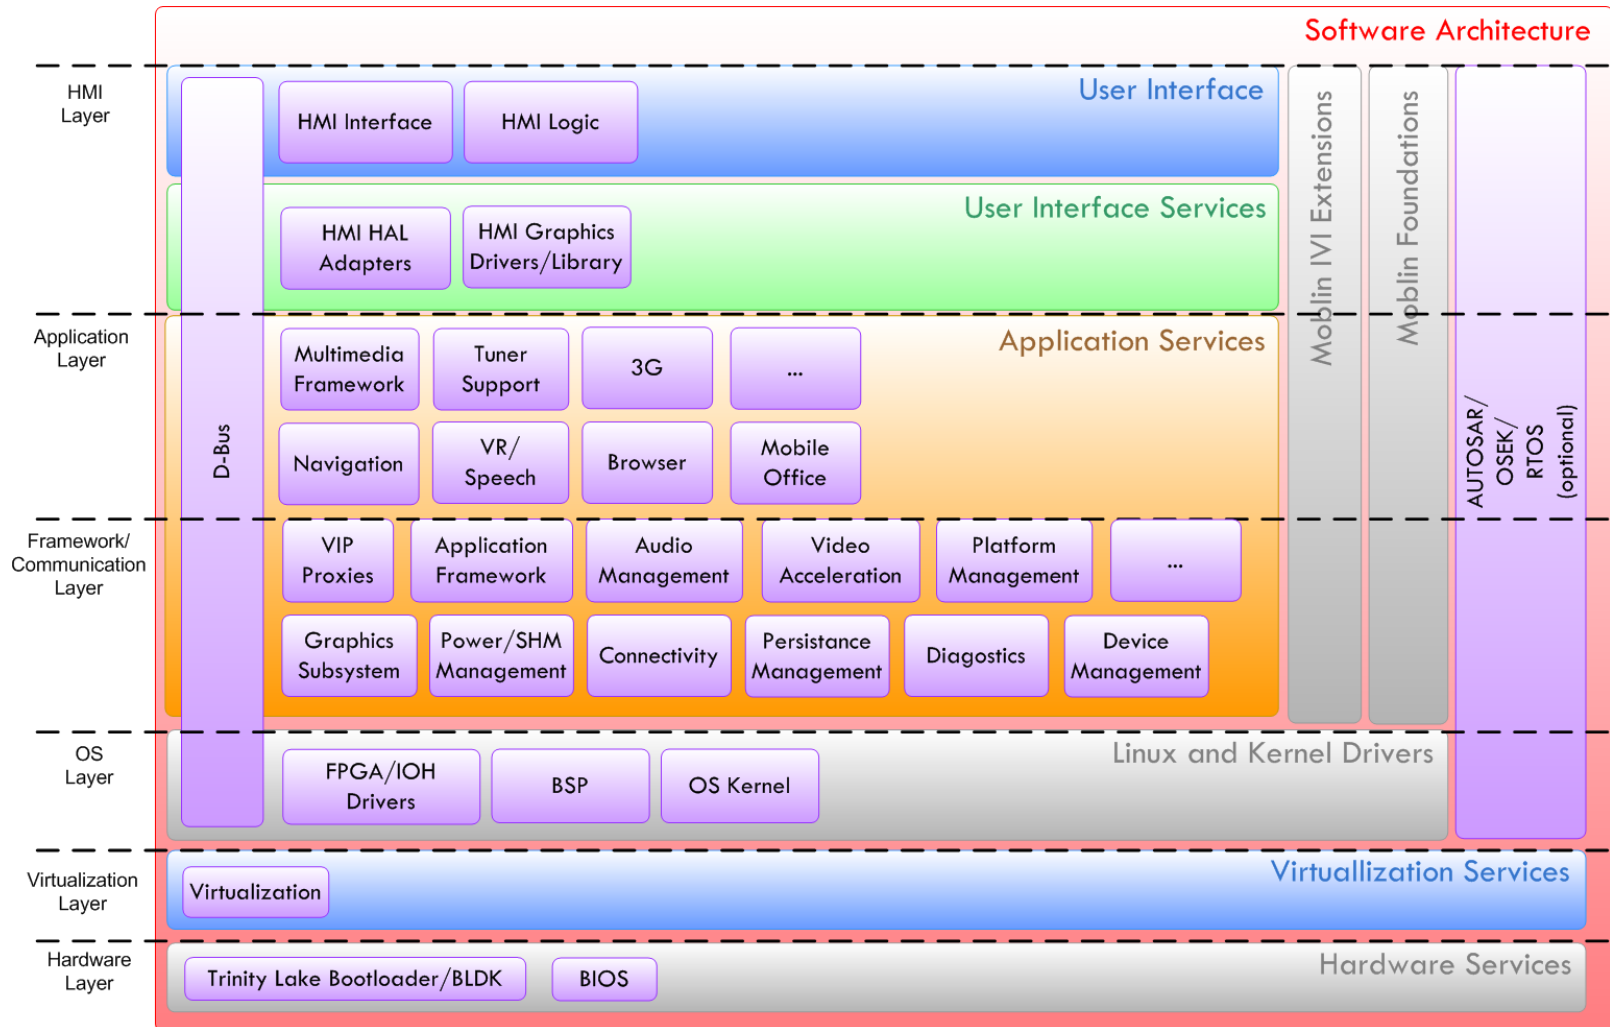 Software Architecture
HMI
Layer
User Interface
HMI Interface
HMI Logic
User Interface Services
HMI HAL
Adapters
HMI Graphics
Drivers/Library
Moblin IVI Extensions
Moblin Foundations
Application
Layer
Application Services
Multimedia
Framework
Tuner
Support
3G
...
D-Bus
Navigation
VR/
Speech
Browser
Mobile
Office
AUTOSAR/
OSEK/
RTOS
(optional)
Framework/
Communication
Layer
VIP
Proxies
Application
Framework
Audio
Management
Video
Acceleration
Platform
Management
...
Graphics
Subsystem
Power/SHM
Management
Connectivity
Persistance
Management
Diagostics
Device
Management
OS
Layer
Linux and Kernel Drivers
FPGA/IOH
Drivers
BSP
OS Kernel
Virtualization
Layer
Virtuallization Services
Virtualization
Hardware
Layer
Hardware Services
Trinity Lake Bootloader/BLDK
BIOS